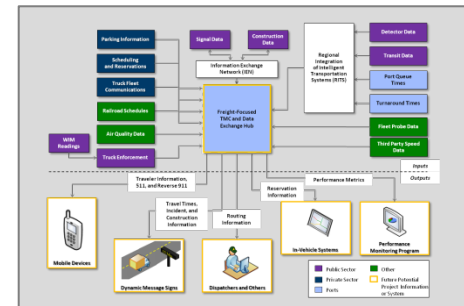 Parking Information
Scheduling
and Reservations
Truck Fleet
Communications
Railroad Schedules
Air Quality Data
WIM
Readings
Truck Enforcement
Signal Data
Construction
Data
Information Exchange
Network (IEN)
Freight-Focused
TMC and Data
Exchange Hub
Regional
Integration
of Intelligent
Transportation
Systems (RITS)
Detector Data
Transit Data
Port Queue
Times
Turnaround Times
Fleet Probe Data
Third Party Speed
Data
Inputs
Outputs
Traveler Information,
511, and Reverse 911
Travel Times,
Incident, and
Construction
Information
Routing
Information
Reservation
Information
Performance Metrics
Mobile Devices
Dynamic Message Signs
Dispatchers and Others
In-Vehicle Systems
Performance
Monitoring Program
Public Sector
Private Sector
Ports
Other
Future Potential
Project Information
or System